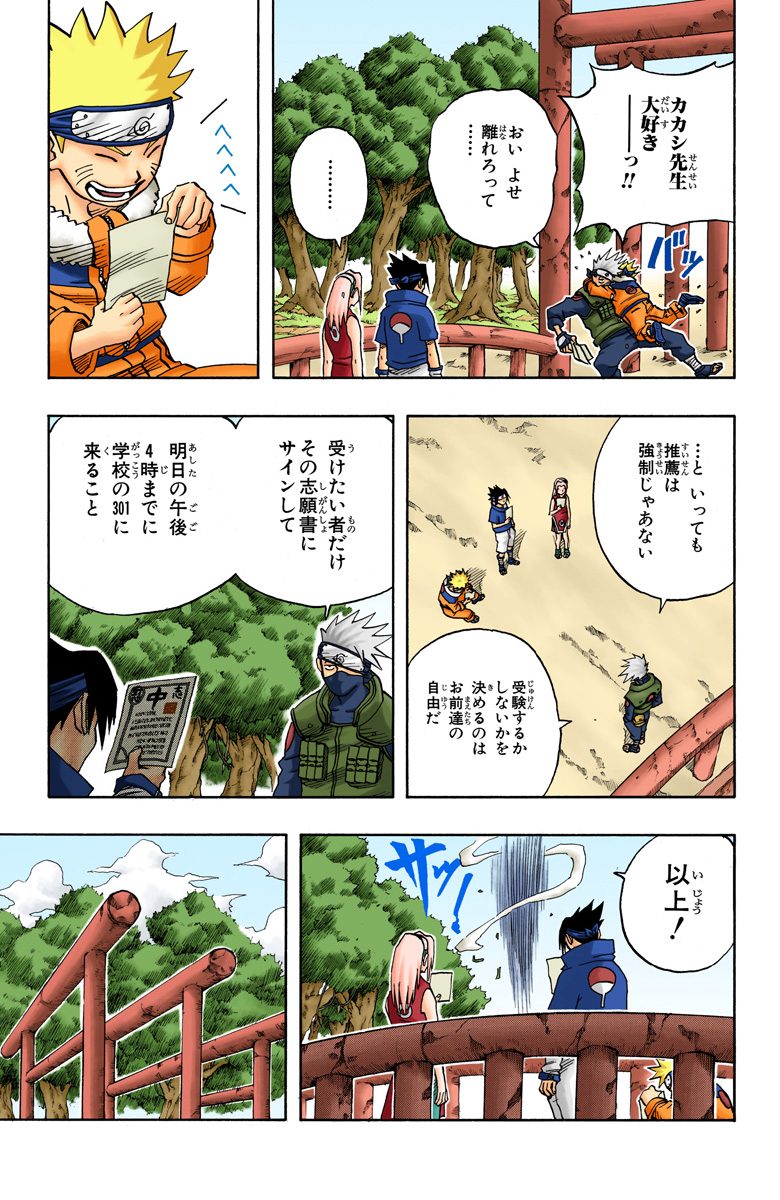 カカシ先生
大好き
――っ!!
バッ
おい よせ
離れろって
……
………
へへへへ
…と いっても
推薦は
強制じゃあない
受験するか
しないかを
決めるのは
お前達の
自由だ
受けたい者だけ
その志願書に
サインして
明日の午後
4時までに
学校の301に
来ること
中
志
以上!
サッ!